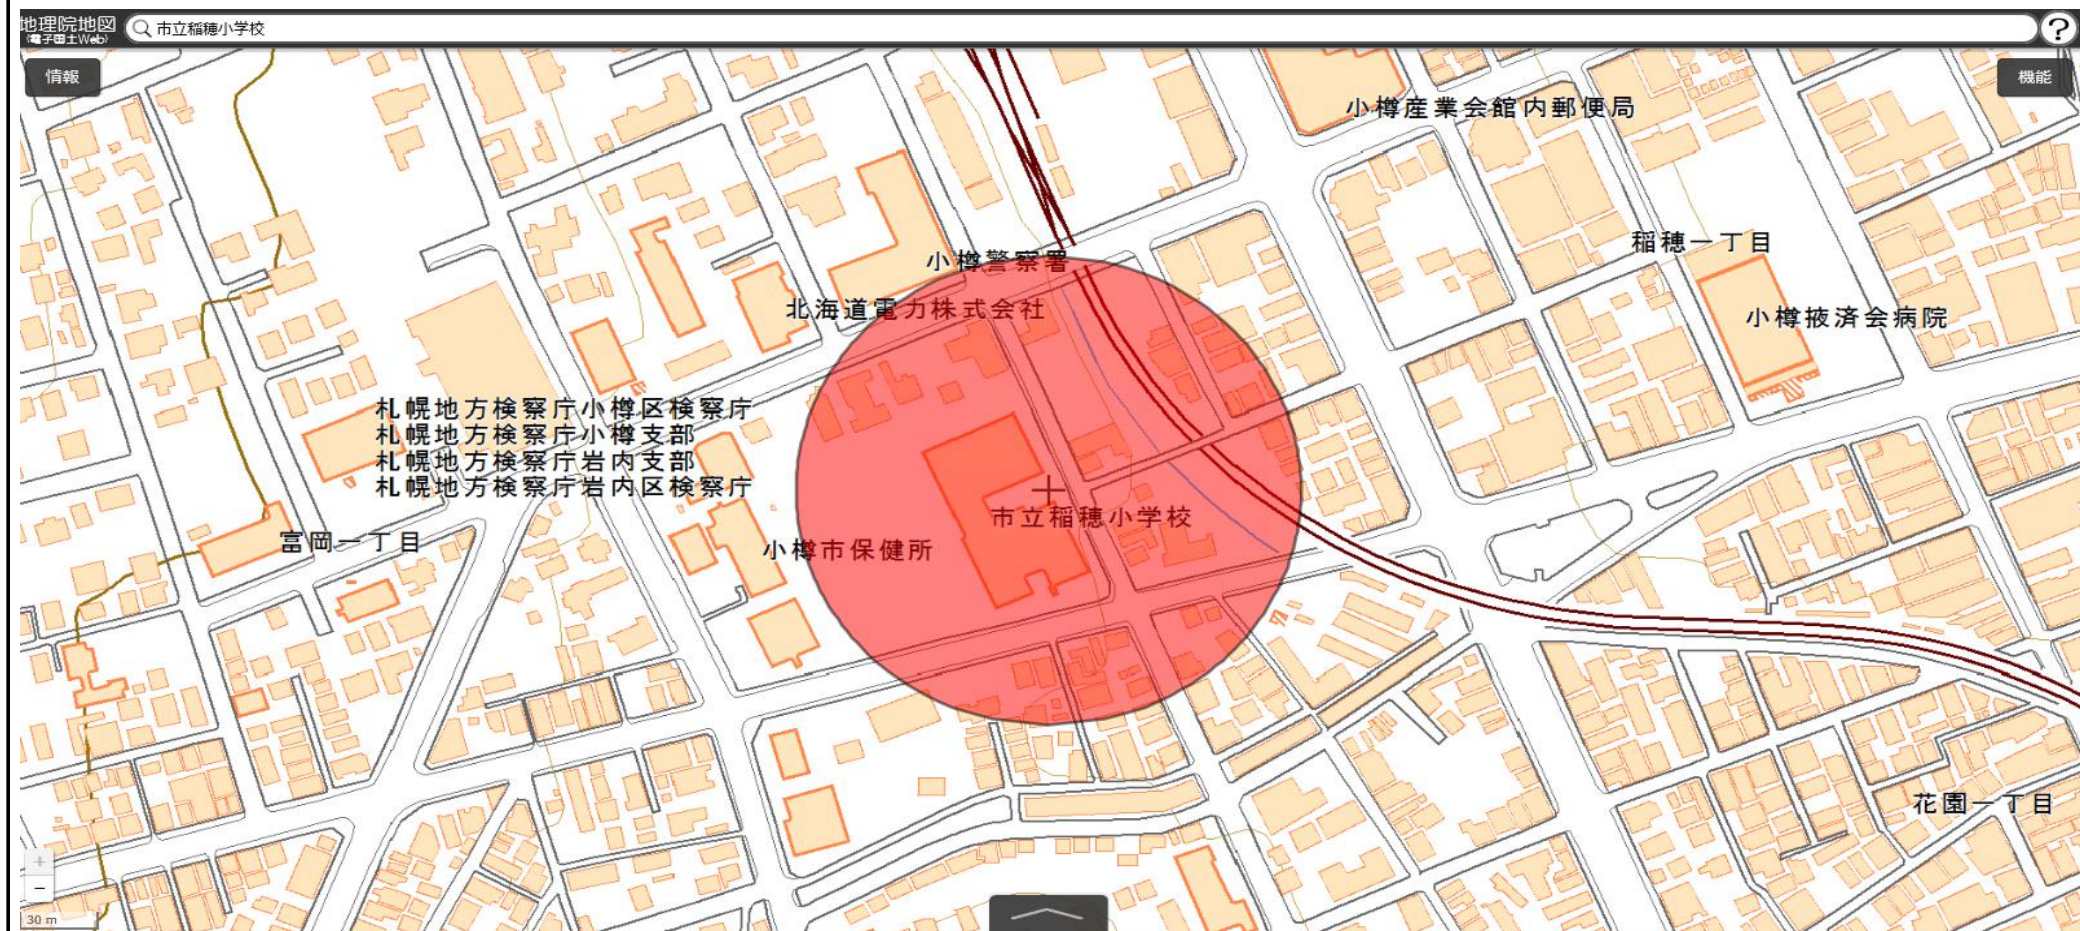 地理院地図
(電子国土Web)
市立稲穂小学校
?
情報
機能
小樽産業会館内郵便局
稲穂一丁目
小樽警察署
北海道電力株式会社
小樽掖済会病院
札幌地方検察庁小樽区検察庁
札幌地方検察庁小樽支部
札幌地方検察庁岩内支部
札幌地方検察庁岩内区検察庁
市立稲穂小学校
富岡一丁目
小樽市保健所
花園一丁目
+
−
30 m